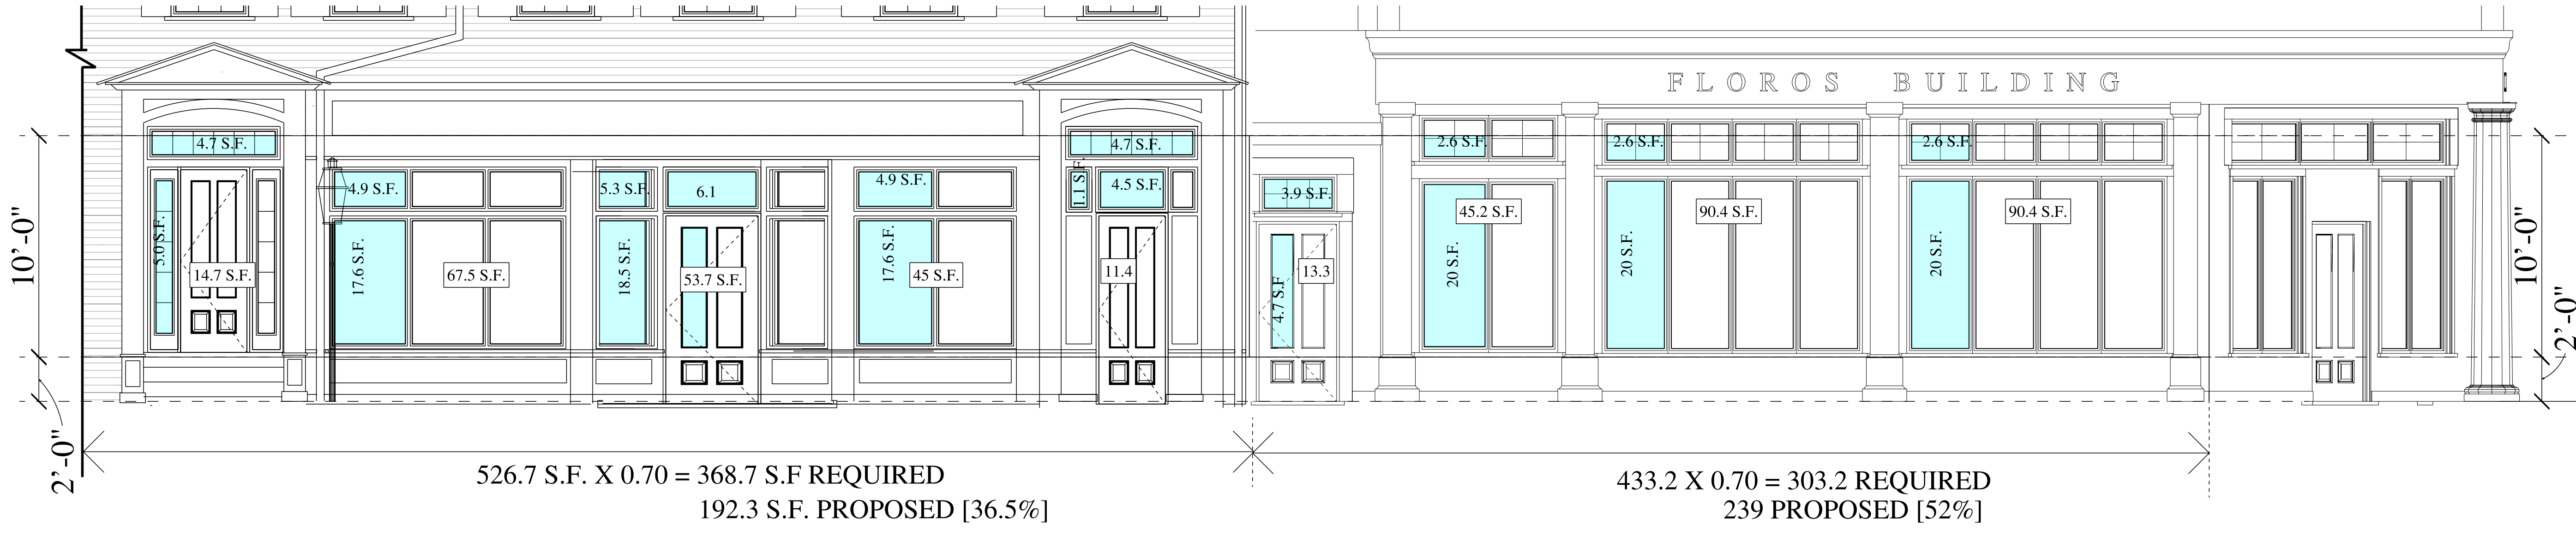 FLOROS BUILDING
4.7 S.F.
5.0 S.F.
14.7 S.F.
4.9 S.F.
17.6 S.F.
67.5 S.F.
5.3 S.F.
18.5 S.F.
6.1
53.7 S.F.
4.9 S.F.
17.6 S.F.
45 S.F.
4.7 S.F.
1.1 S.F.
4.5 S.F.
11.4
3.9 S.F.
4.7 S.F
13.3
2.6 S.F.
20 S.F.
45.2 S.F.
2.6 S.F.
20 S.F.
90.4 S.F.
2.6 S.F.
20 S.F.
90.4 S.F.
10'-0"
2'-0"
10'-0"
2'-0"
526.7 S.F. X 0.70 = 368.7 S.F REQUIRED
192.3 S.F. PROPOSED [36.5%]
433.2 X 0.70 = 303.2 REQUIRED
239 PROPOSED [52%]